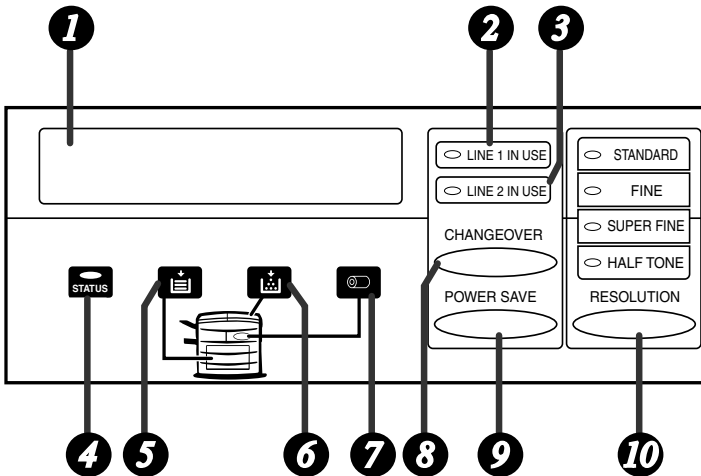 1 2 3
LINE 1 IN USE
STANDARD
LINE 2 IN USE
FINE
SUPER FINE
CHANGEOVER
HALF TONE
STATUS
POWER SAVE
RESOLUTION
4 5 6 7 8 9 10